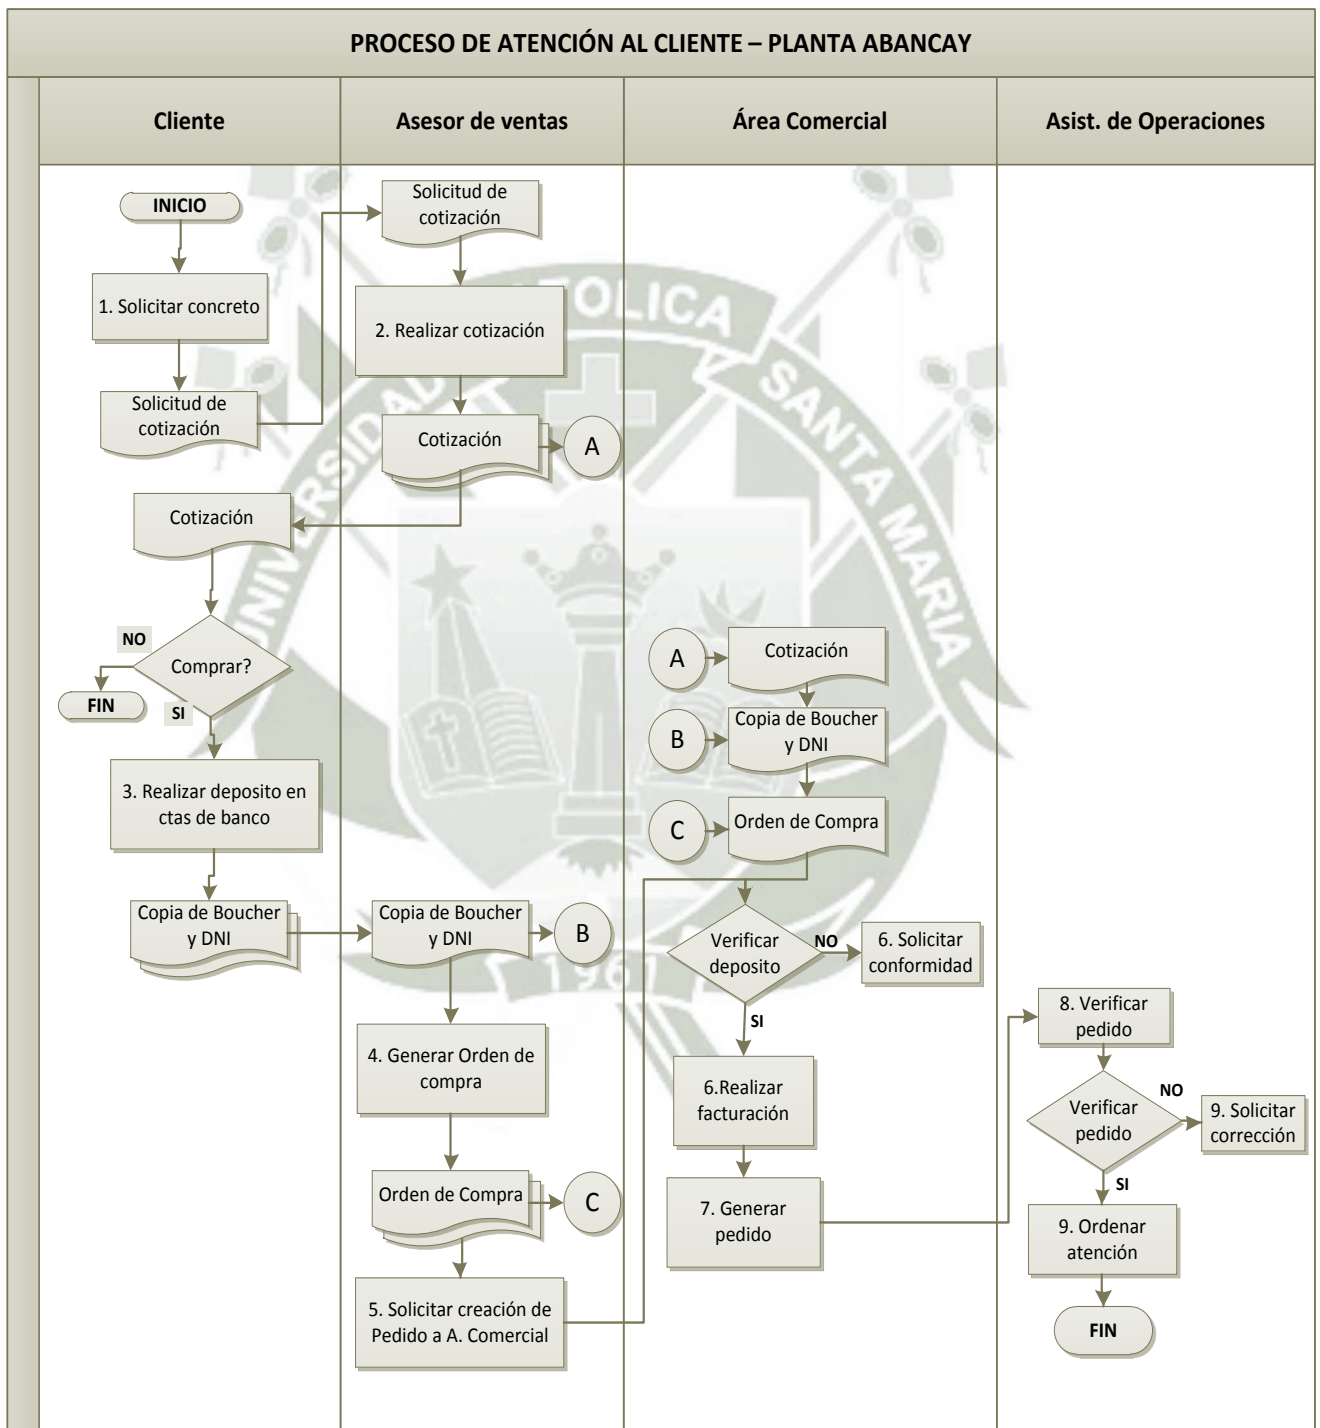 PROCESO DE ATENCIÓN AL CLIENTE – PLANTA ABANCAY
Cliente
Asesor de ventas
Área Comercial
Asist. de Operaciones
INICIO
1. Solicitar concreto
Solicitud de
cotización
Solicitud de
cotización
2. Realizar cotización
Cotización
A
Cotización
Comprar?
NO
FIN
SI
3. Realizar deposito en
ctas de banco
Copia de Boucher
y DNI
Copia de Boucher
y DNI
B
4. Generar Orden de
compra
Orden de Compra
C
5. Solicitar creación de
Pedido a A. Comercial
A
Cotización
B
Copia de Boucher
y DNI
C
Orden de Compra
Verificar
deposito
NO
6. Solicitar
conformidad
SI
6.Realizar
facturación
7. Generar
pedido
8. Verificar
pedido
Verificar
pedido
NO
9. Solicitar
corrección
SI
9. Ordenar
atención
FIN
UNIVERSIDAD CATOLICA SANTA MARIA
1961